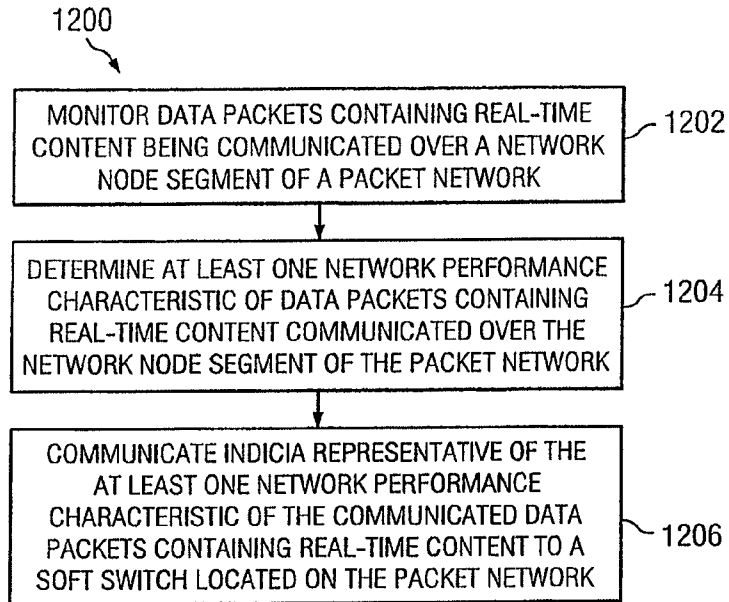 1200
MONITOR DATA PACKETS CONTAINING REAL-TIME
CONTENT BEING COMMUNICATED OVER A NETWORK
NODE SEGMENT OF A PACKET NETWORK
1202
DETERMINE AT LEAST ONE NETWORK PERFORMANCE
CHARACTERISTIC OF DATA PACKETS CONTAINING
REAL-TIME CONTENT COMMUNICATED OVER THE
NETWORK NODE SEGMENT OF THE PACKET NETWORK
1204
COMMUNICATE INDICIA REPRESENTATIVE OF THE
AT LEAST ONE NETWORK PERFORMANCE
CHARACTERISTIC OF THE COMMUNICATED DATA
PACKETS CONTAINING REAL-TIME CONTENT TO A
SOFT SWITCH LOCATED ON THE PACKET NETWORK
1206